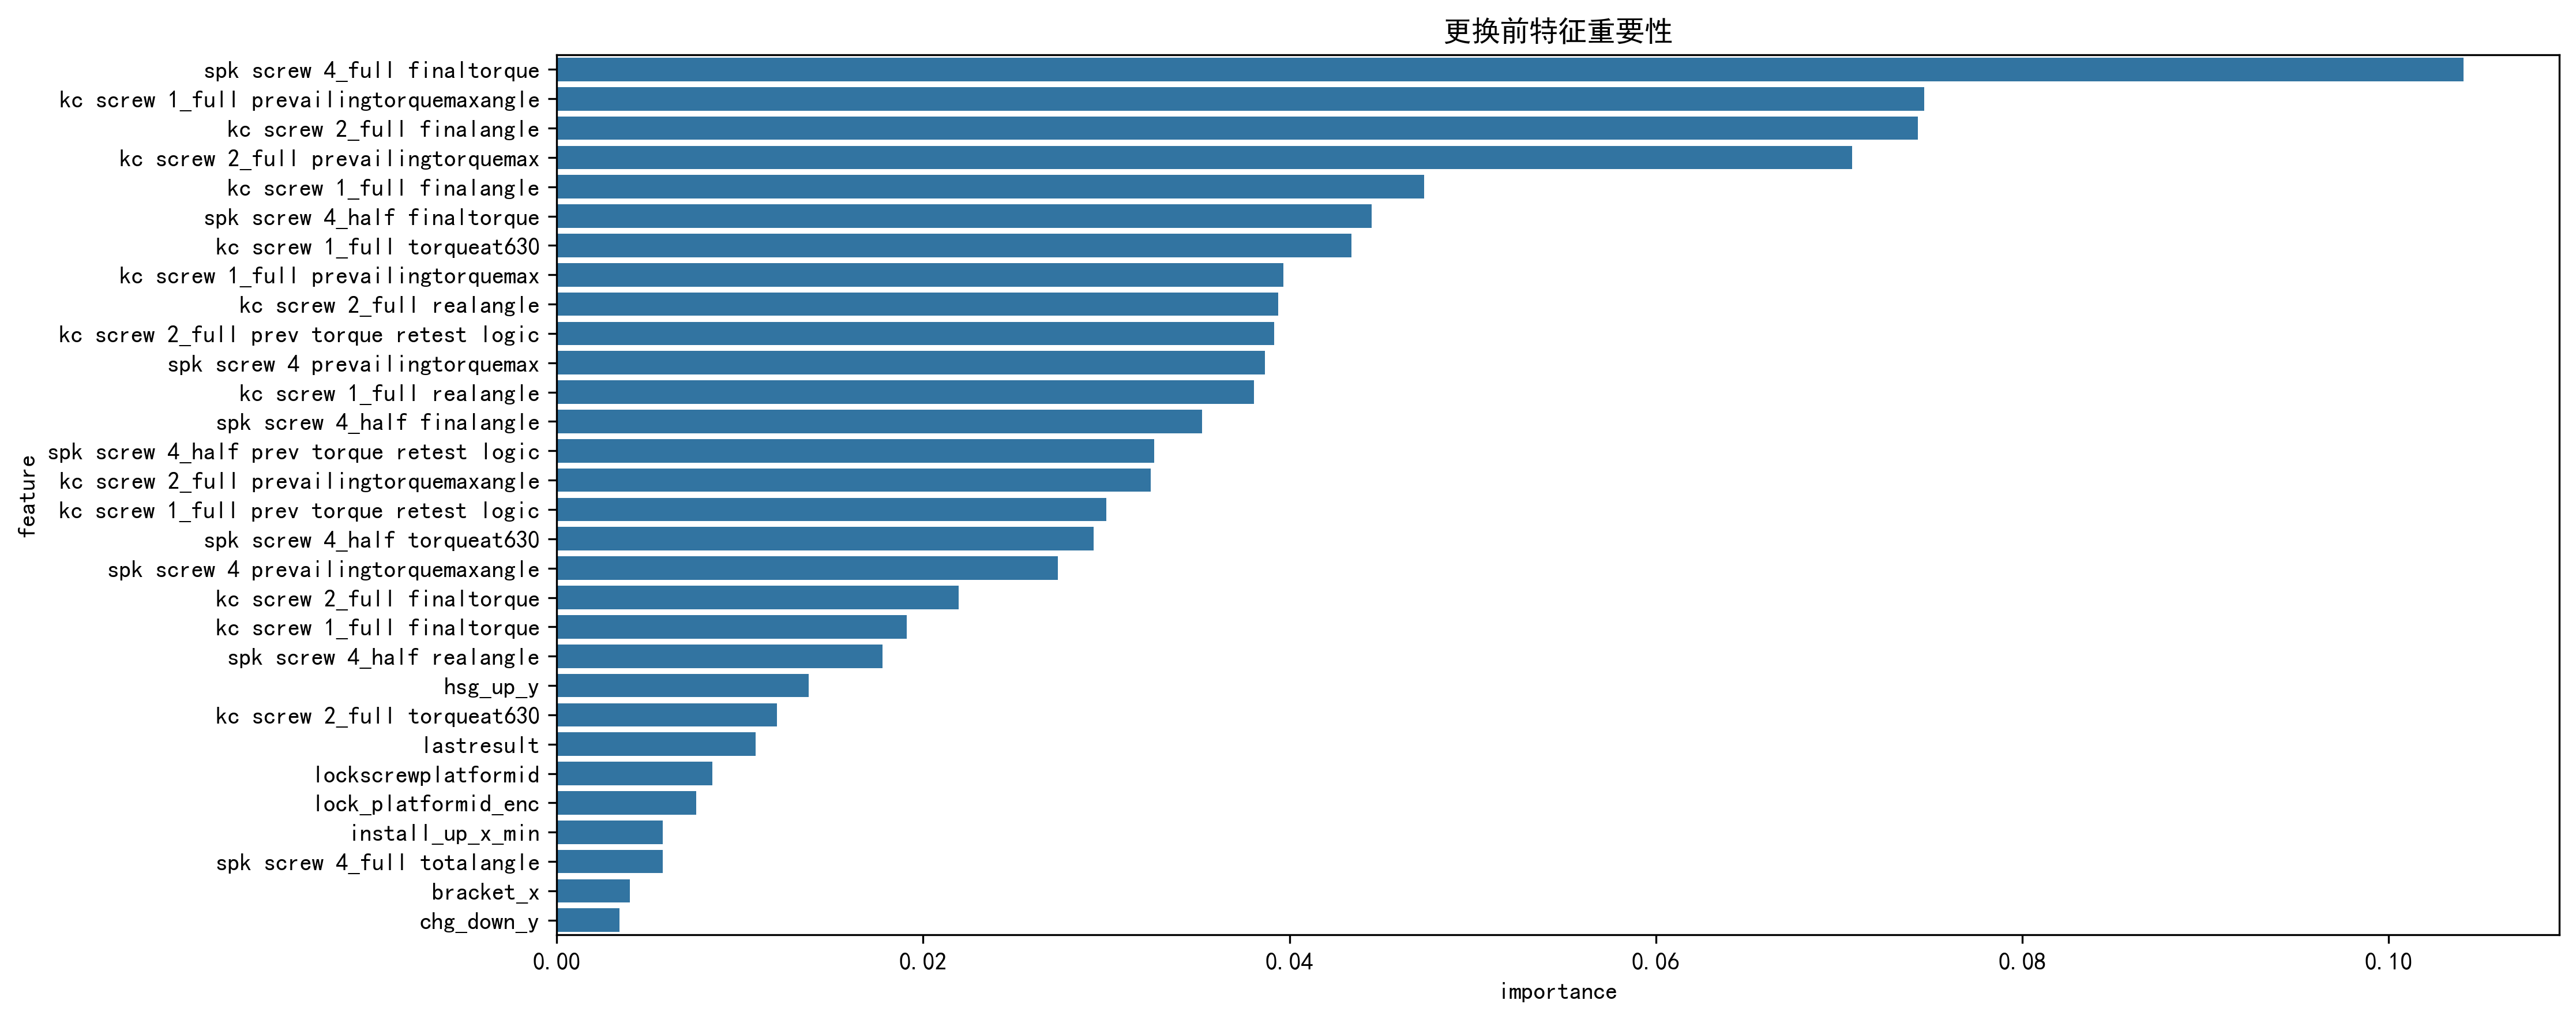 更换前特征重要性
spk screw 4_full finaltorque
kc screw 1_full prevailingtorquemaxangle
kc screw 2_full finalangle
kc screw 2_full prevailingtorquemax
kc screw 1_full finalangle
spk screw 4_half finaltorque
kc screw 1_full torqueat630
kc screw 1_full prevailingtorquemax
kc screw 2_full realangle
kc screw 2_full prev torque retest logic
spk screw 4 prevailingtorquemax
kc screw 1_full realangle
spk screw 4_half finalangle
spk screw 4_half prev torque retest logic
kc screw 2_full prevailingtorquemaxangle
kc screw 1_full prev torque retest logic
spk screw 4_half torqueat630
spk screw 4 prevailingtorquemaxangle
kc screw 2_full finaltorque
kc screw 1_full finaltorque
spk screw 4_half realangle
hsg_up_y
kc screw 2_full torqueat630
lastresult
lockscrewplatformid
lock_platformid_enc
install_up_x_min
spk screw 4_full totalangle
bracket_x
chg_down_y
feature
0.00 0.02 0.04 0.06 0.08 0.10
importance